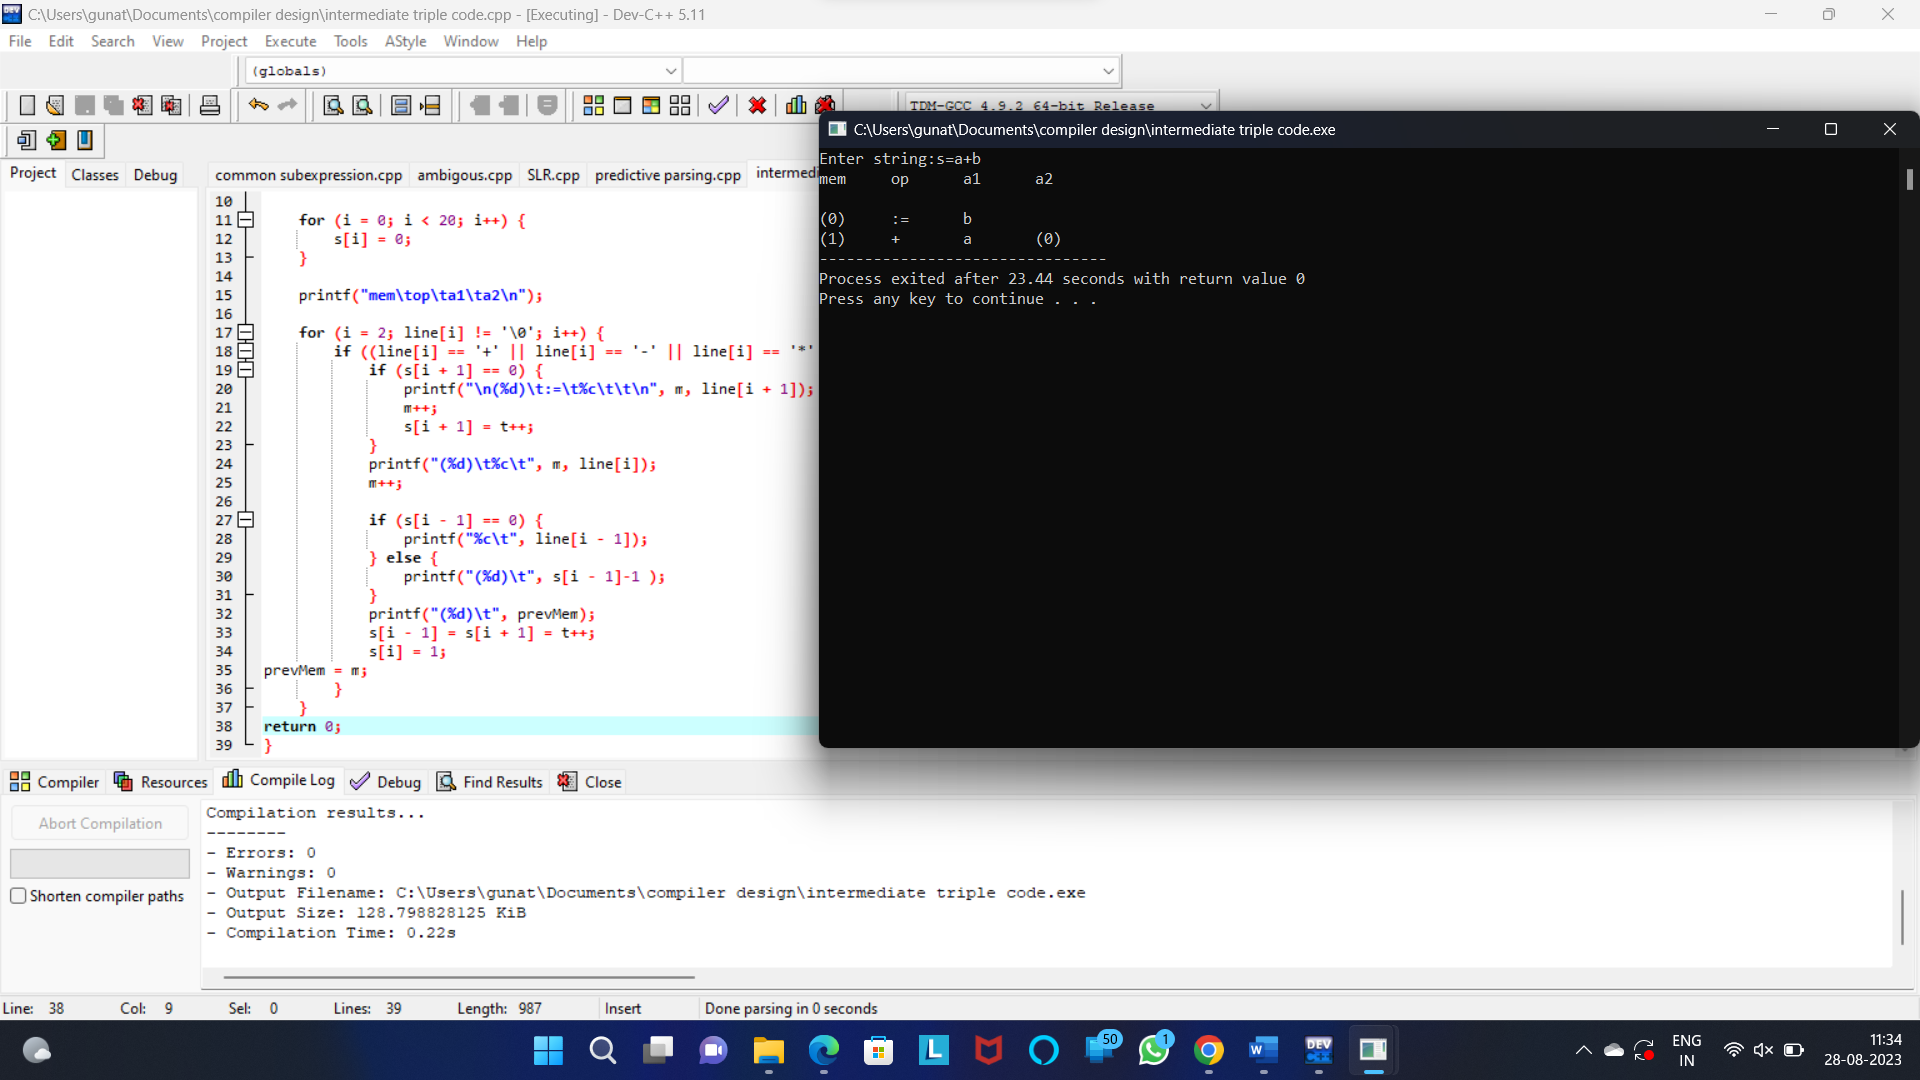 C:\Users\gunat\Documents\compiler design\intermediate triple code.cpp - [Executing] - Dev-C++ 5.11
File Edit Search View Project Execute Tools AStyle Window Help
(globals)
TDM-GCC 4.9.2 64-bit Release
Project Classes Debug
common subexpression.cpp ambigous.cpp SLR.cpp predictive parsing.cpp intermedi
10
11 for (i = 0; i < 20; i++) {
12 s[i] = 0;
13 }
14
15 printf("mem\top\ta1\ta2\n");
16
17 for (i = 2; line[i] != '\0'; i++) {
18 if ((line[i] == '+' || line[i] == '-' || line[i] == '*'
19 if (s[i + 1] == 0) {
20 printf("\n(%d)\t:=\t%c\t\t\n", m, line[i + 1]);
21 m++;
22 s[i + 1] = t++;
23 }
24 printf("(%d)\t%c\t", m, line[i]);
25 m++;
26
27 if (s[i - 1] == 0) {
28 printf("%c\t", line[i - 1]);
29 } else {
30 printf("(%d)\t", s[i - 1]-1 );
31 }
32 printf("(%d)\t", prevMem);
33 s[i - 1] = s[i + 1] = t++;
34 s[i] = 1;
35 prevMem = m;
36 }
37 }
38 return 0;
39 }
C:\Users\gunat\Documents\compiler design\intermediate triple code.exe
Enter string:s=a+b
mem op a1 a2
(0) := b
(1) + a (0)
--------------------------------
Process exited after 23.44 seconds with return value 0
Press any key to continue . . .
Compiler Resources Compile Log Debug Find Results Close
Abort Compilation
Shorten compiler paths
Compilation results...
--------
- Errors: 0
- Warnings: 0
- Output Filename: C:\Users\gunat\Documents\compiler design\intermediate triple code.exe
- Output Size: 128.798828125 KiB
- Compilation Time: 0.22s
Line: 38 Col: 9 Sel: 0 Lines: 39 Length: 987 Insert Done parsing in 0 seconds
L
50
1
W
DEV
ENG
IN
11:34
28-08-2023